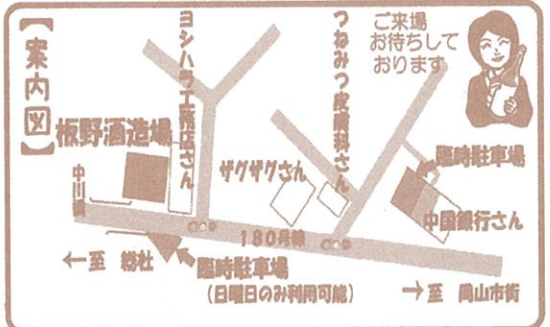 【案内図】
ヨシハラ工務店さん
つねみつ皮膚科さん
ご来場
お待ちして
おります
板野酒造場
ザグザグさん
臨時駐車場
中川
中国銀行さん
180号線
←至 総社
臨時駐車場
(日曜日のみ利用可能)
→至 岡山市街